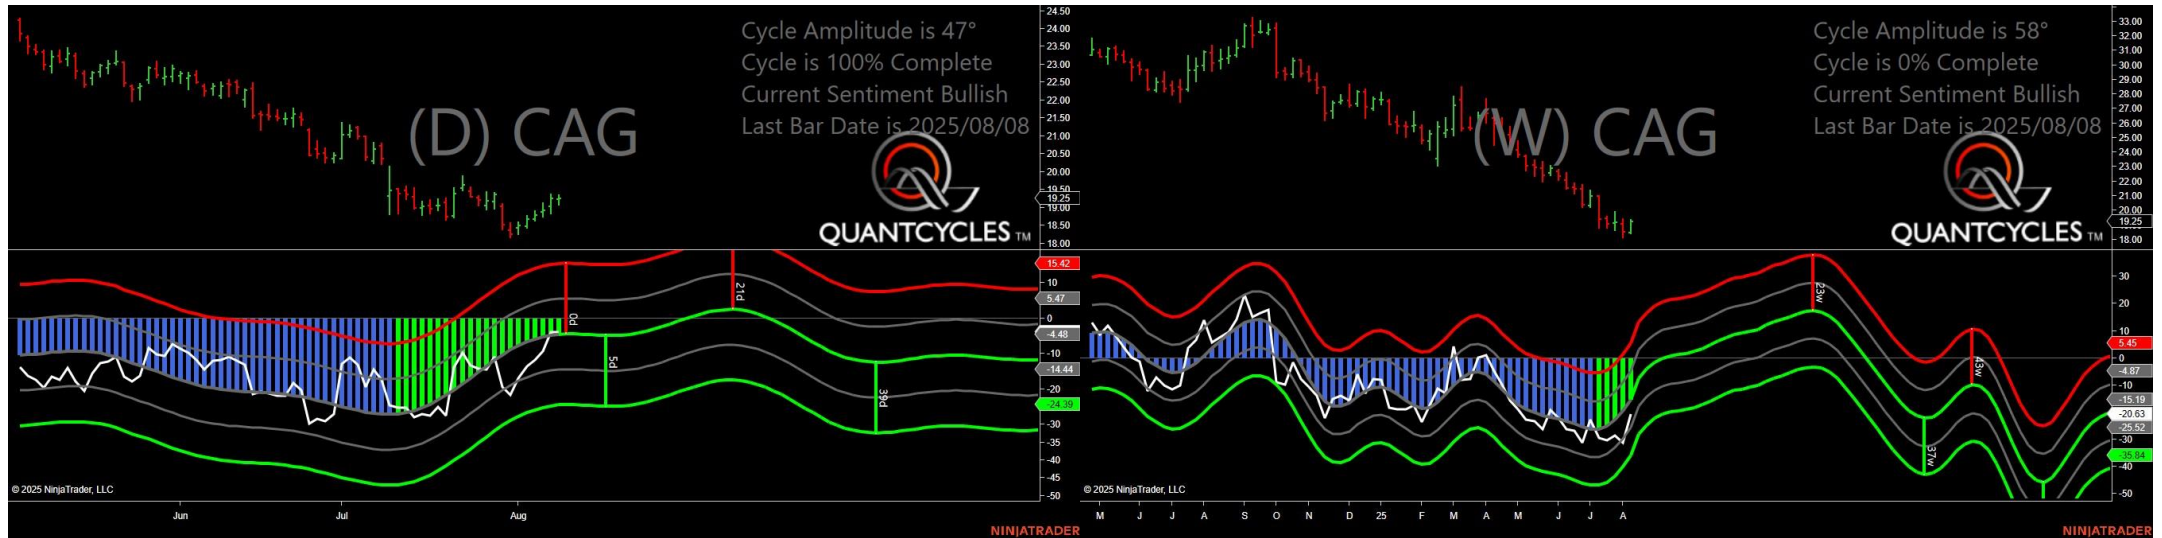 Cycle Amplitude is 47°
Cycle is 100% Complete
Current Sentiment Bullish
Last Bar Date is 2025/08/08
(D) CAG
QUANTCYCLES TM
24.50
23.50
23.00
22.50
22.00
21.50
21.00
20.50
20.00
19.50
19.25
19.00
18.50
18.00
15.42
10
5.47
0
-4.48
-10
-14.44
-20
-24.39
-30
-35
-40
-45
-50
0d
5d
21d
39d
© 2025 NinjaTrader, LLC
Jun Jul Aug
NINJATRADER
Cycle Amplitude is 58°
Cycle is 0% Complete
Current Sentiment Bullish
Last Bar Date is 2025/08/08
(W) CAG
QUANTCYCLES TM
33.00
32.00
31.00
30.00
29.00
28.00
27.00
26.00
25.00
24.00
23.00
22.00
21.00
20.00
19.25
18.00
30
20
10
5.45
0
-4.87
-10
-15.19
-20.63
-25.52
-30
-35.84
-40
-50
23w
37w
43w
© 2025 NinjaTrader, LLC
M J J A S O N D 25 F M A M J J A
NINJATRADER